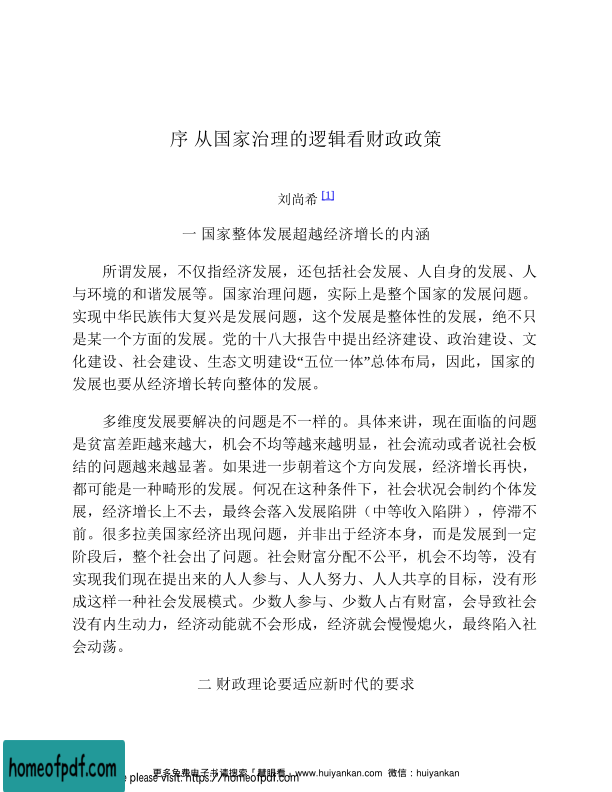 序 从国家治理的逻辑看财政政策
刘尚希 [1]
一 国家整体发展超越经济增长的内涵
所谓发展，不仅指经济发展，还包括社会发展、人自身的发展、人
与环境的和谐发展等。国家治理问题，实际上是整个国家的发展问题。
实现中华民族伟大复兴是发展问题，这个发展是整体性的发展，绝不只
是某一个方面的发展。党的十八大报告中提出经济建设、政治建设、文
化建设、社会建设、生态文明建设“五位一体”总体布局，因此，国家的
发展也要从经济增长转向整体的发展。
多维度发展要解决的问题是不一样的。具体来讲，现在面临的问题
是贫富差距越来越大，机会不均等越来越明显，社会流动或者说社会板
结的问题越来越显著。如果进一步朝着这个方向发展，经济增长再快，
都可能是一种畸形的发展。何况在这种条件下，社会状况会制约个体发
展，经济增长上不去，最终会落入发展陷阱（中等收入陷阱），停滞不
前。很多拉美国家经济出现问题，并非出于经济本身，而是发展到一定
阶段后，整个社会出了问题。社会财富分配不公平，机会不均等，没有
实现我们现在提出来的人人参与、人人努力、人人共享的目标，没有形
成这样一种社会发展模式。少数人参与、少数人占有财富，会导致社会
没有内生动力，经济动能就不会形成，经济就会慢慢熄火，最终陷入社
会动荡。
二 财政理论要适应新时代的要求
更多免费电子书请搜索「慧眼看」www.huiyankan.com 微信：huiyankan
homeofpdf.com
e please visit: https://homeofpdf.com